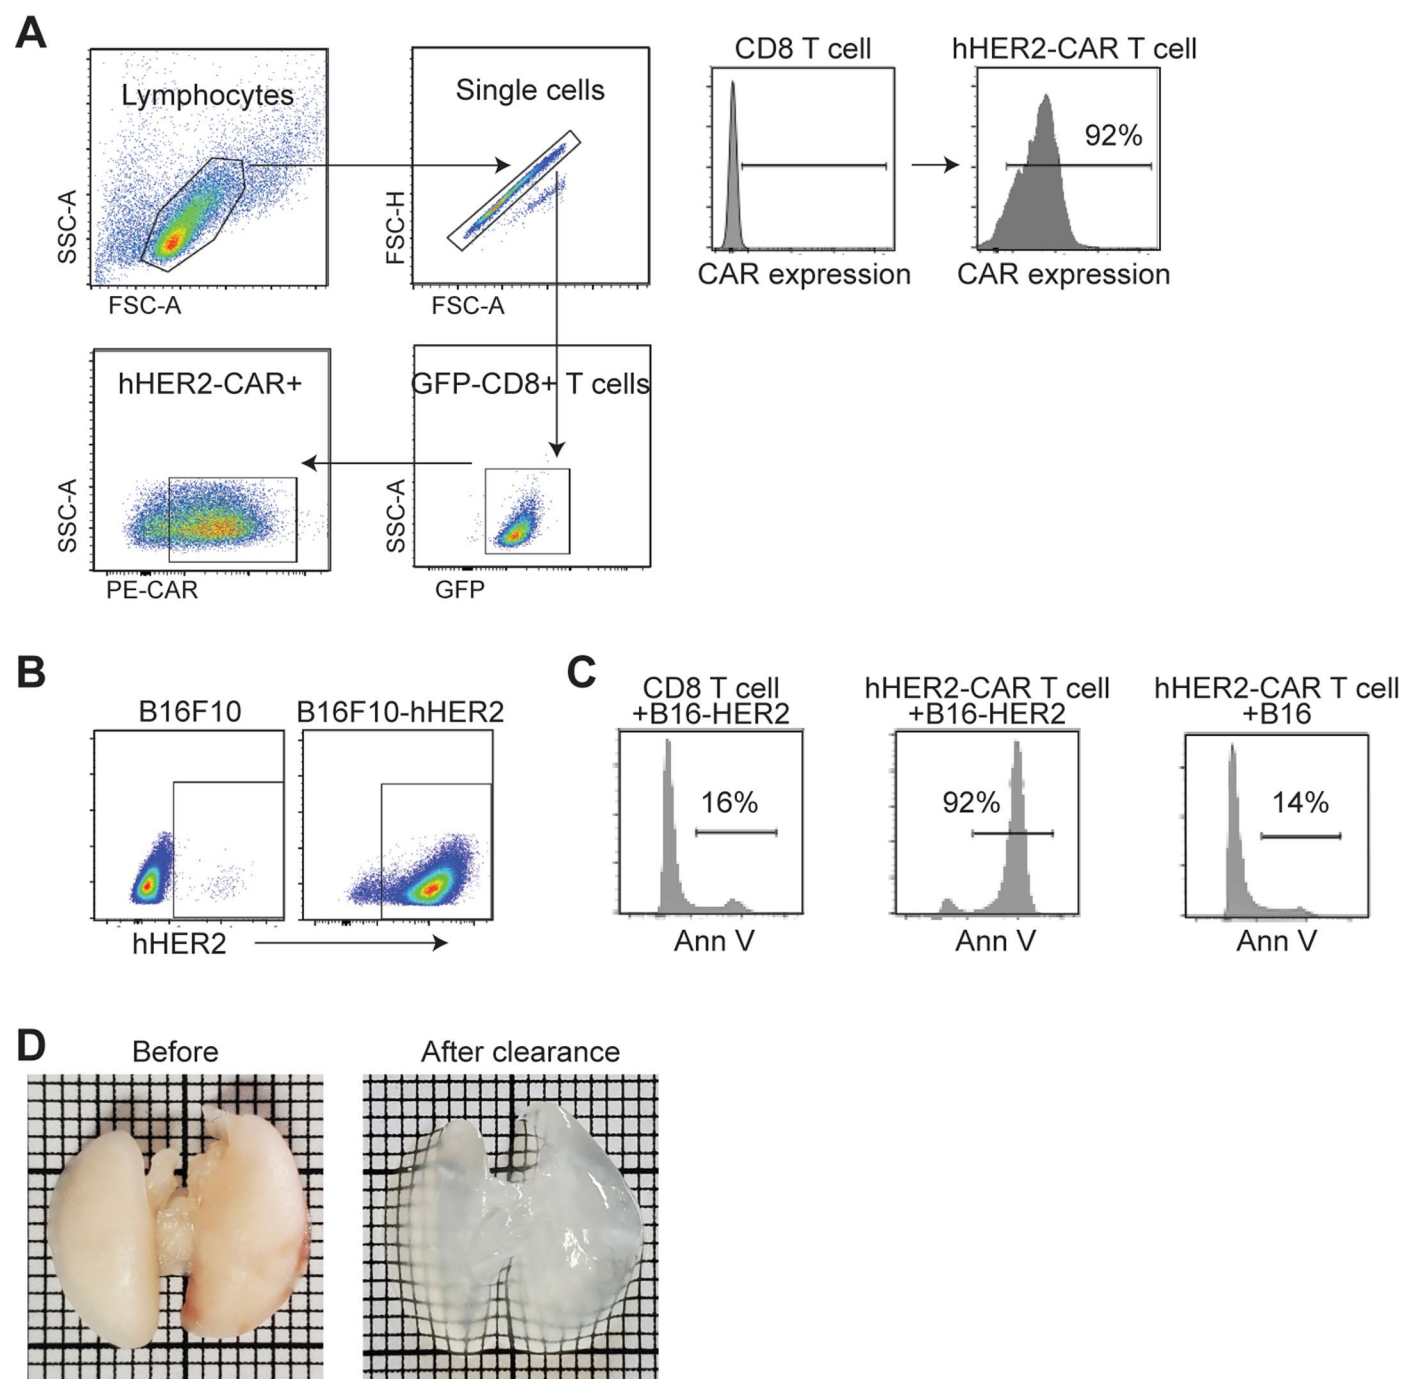 A
Lymphocytes
SSC-A
FSC-A
Single cells
FSC-H
FSC-A
CD8 T cell
CAR expression
hHER2-CAR T cell
92%
CAR expression
hHER2-CAR+
SSC-A
PE-CAR
GFP-CD8+ T cells
SSC-A
GFP
B
B16F10
B16F10-hHER2
hHER2
C
CD8 T cell
+B16-HER2
16%
Ann V
hHER2-CAR T cell
+B16-HER2
92%
Ann V
hHER2-CAR T cell
+B16
14%
Ann V
D
Before
After clearance